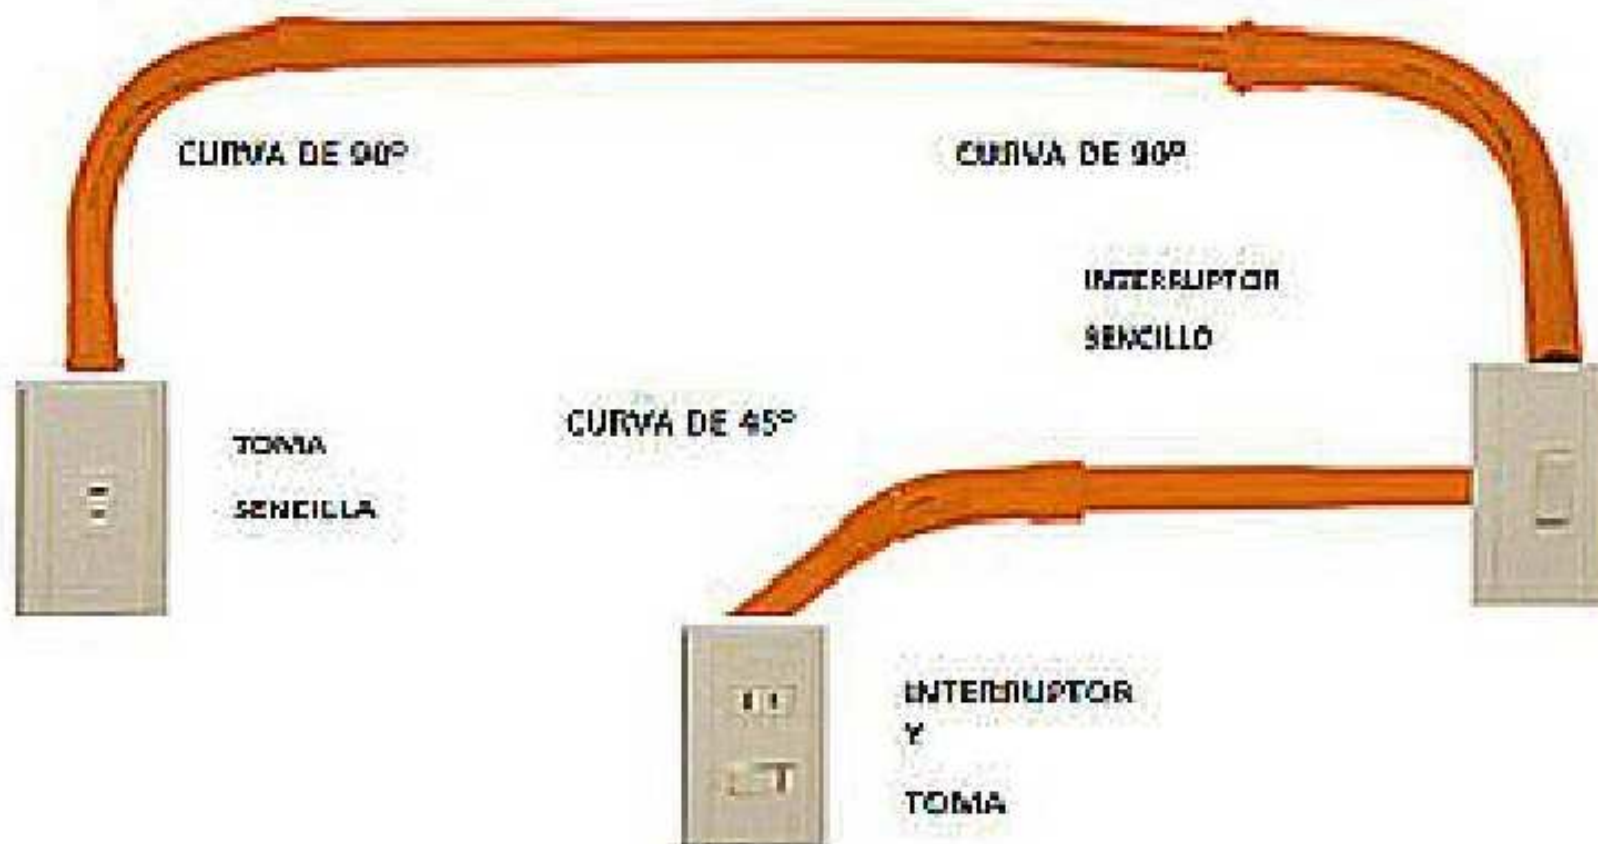 CURVA DE 90º
CURVA DE 90º
INTERRUPTOR
SENCILLO
CURVA DE 45º
TOMA
SENCILLA
INTERRUPTOR
Y
TOMA